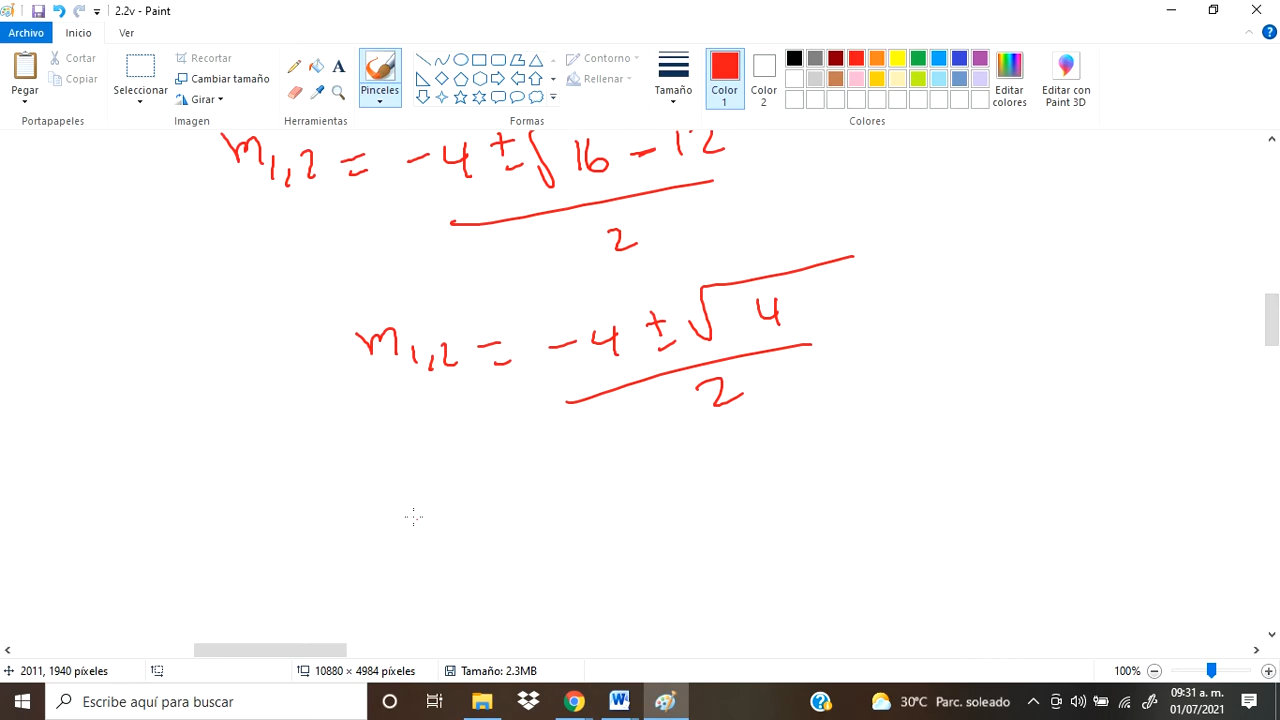 2.2v - Paint
Archivo Inicio Ver
Pegar
Cortar
Copiar
Portapapeles
Seleccionar
Recortar
Cambiar tamaño
Girar
Imagen
A
Herramientas
Pinceles
Contorno
Rellenar
Formas
Tamaño
Color 1
Color 2
Editar colores
Editar con Paint 3D
Colores
m1,2 = -4 ± √16 - 12
2
m1,2 = -4 ± √4
2
2011, 1940 píxeles
10880 × 4984 píxeles
Tamaño: 2.3MB
100%
Escribe aquí para buscar
30°C Parc. soleado
09:31 a. m.
01/07/2021